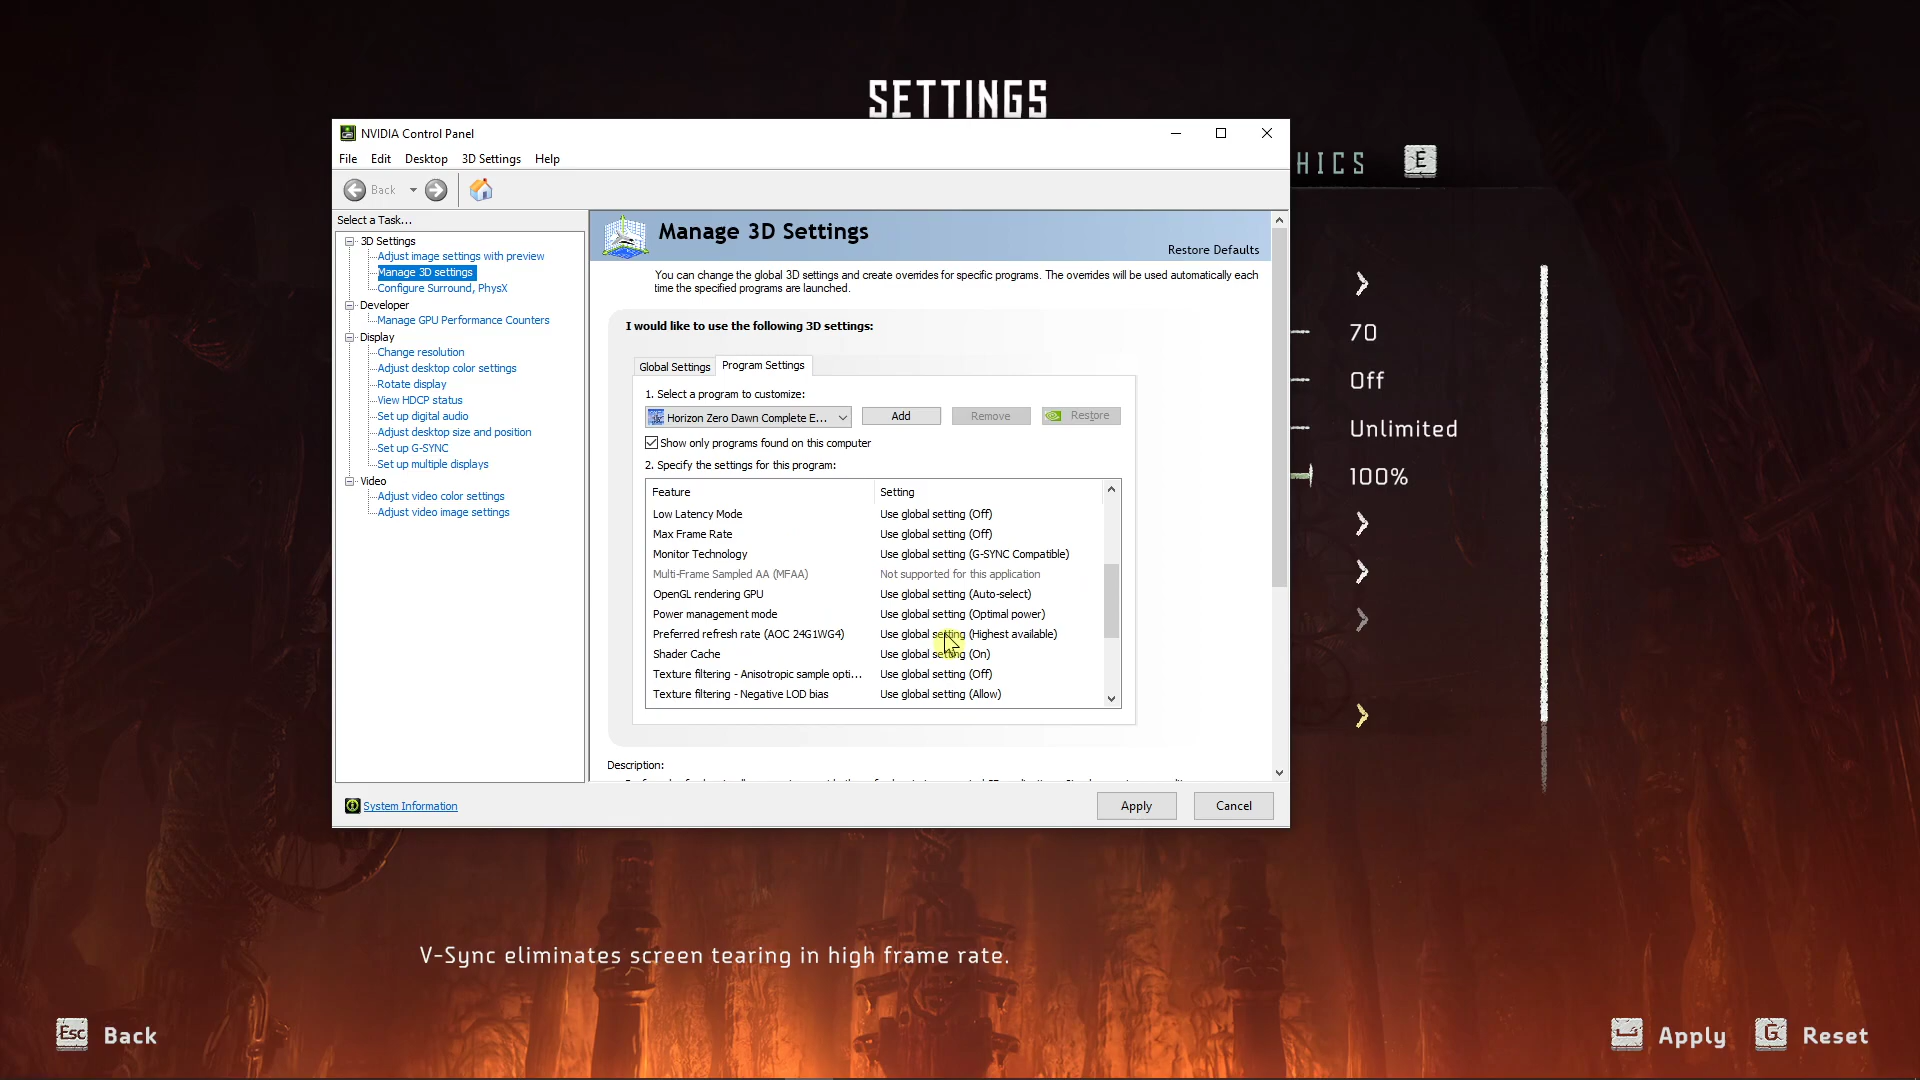 SETTINGS
NVIDIA Control Panel
File Edit Desktop 3D Settings Help
HICS E
Back
Select a Task...
3D Settings
Adjust image settings with preview
Manage 3D settings
Configure Surround, PhysX
Developer
Manage GPU Performance Counters
Display
Change resolution
Adjust desktop color settings
Rotate display
View HDCP status
Set up digital audio
Adjust desktop size and position
Set up G-SYNC
Set up multiple displays
Video
Adjust video color settings
Adjust video image settings
Manage 3D Settings
Restore Defaults
You can change the global 3D settings and create overrides for specific programs. The overrides will be used automatically each
time the specified programs are launched.
I would like to use the following 3D settings:
Global Settings Program Settings
1. Select a program to customize:
Horizon Zero Dawn Complete E... Add Remove Restore
Show only programs found on this computer
2. Specify the settings for this program:
Feature Setting
Low Latency Mode Use global setting (Off)
Max Frame Rate Use global setting (Off)
Monitor Technology Use global setting (G-SYNC Compatible)
Multi-Frame Sampled AA (MFAA) Not supported for this application
OpenGL rendering GPU Use global setting (Auto-select)
Power management mode Use global setting (Optimal power)
Preferred refresh rate (AOC 24G1WG4) Use global setting (Highest available)
Shader Cache Use global setting (On)
Texture filtering - Anisotropic sample opti... Use global setting (Off)
Texture filtering - Negative LOD bias Use global setting (Allow)
Description:
System Information
Apply Cancel
70
Off
Unlimited
100%
V-Sync eliminates screen tearing in high frame rate.
Esc Back
Apply G Reset